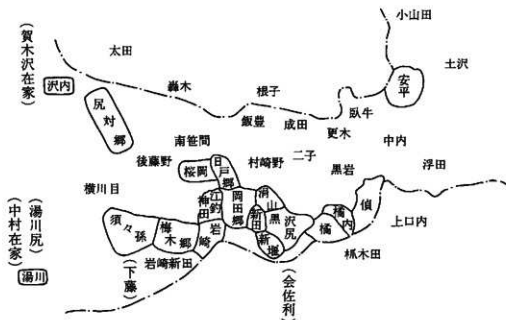 小山田
太田
土沢
（賀木沢在家）
沢内
安平
轟木
根子
尻対郷
飯豊
成田
臥牛
更木
中内
南笹間
二子
後藤野
桜岡
日戸郷
村崎野
黒岩
浮田
横川目
神田
江釣
岡田郷
須々孫
梅木郷
岩崎
新田
黒
沢尻
新堰
橘
橘内
偵
上口内
（湯川尻）
（中村在家）
湯川
（下藤）
岩崎新田
（会佐利）